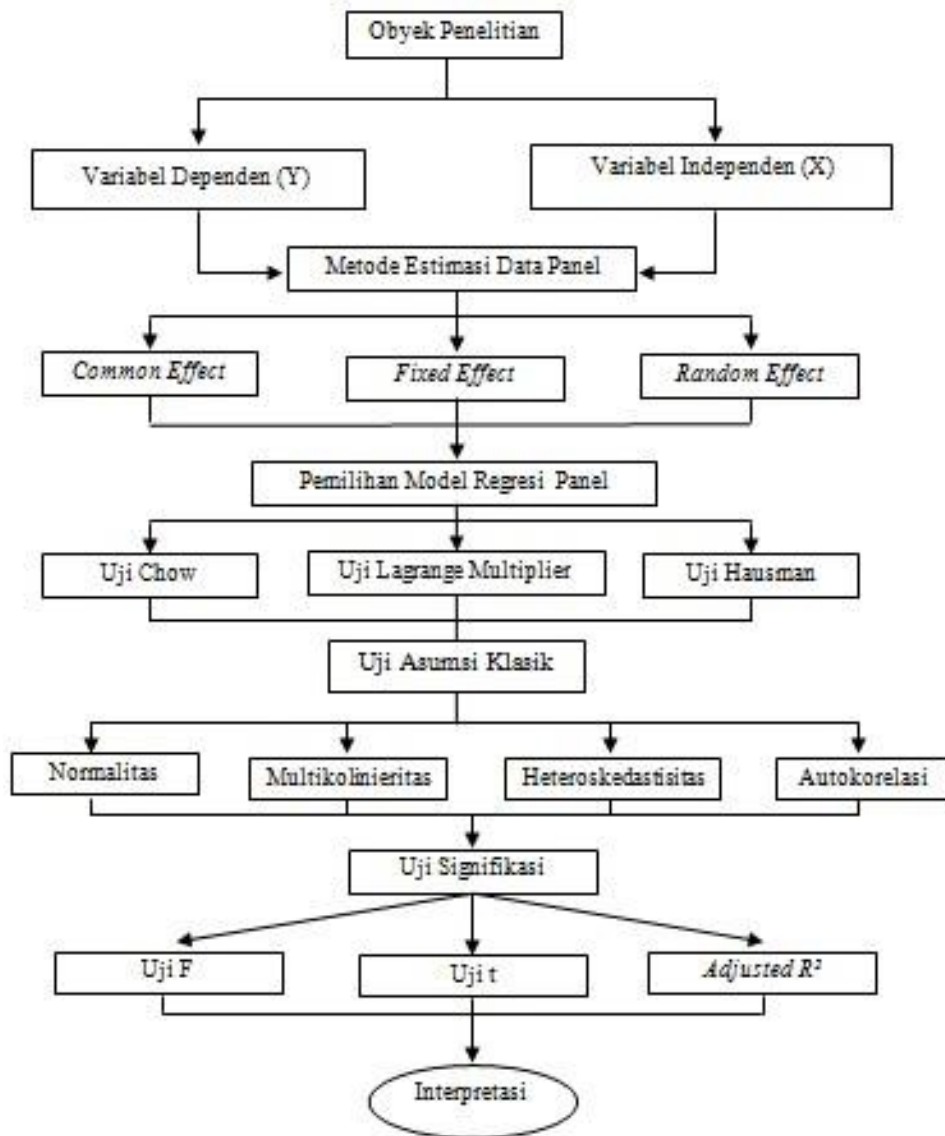 Obyek Penelitian
Variabel Dependen (Y)
Variabel Independen (X)
Metode Estimasi Data Panel
Common Effect
Fixed Effect
Random Effect
Pemilihan Model Regresi Panel
Uji Chow
Uji Lagrange Multiplier
Uji Hausman
Uji Asumsi Klasik
Normalitas
Multikolinieritas
Heteroskedastisitas
Autokorelasi
Uji Signifikasi
Uji F
Uji t
Adjusted R²
Interpretasi